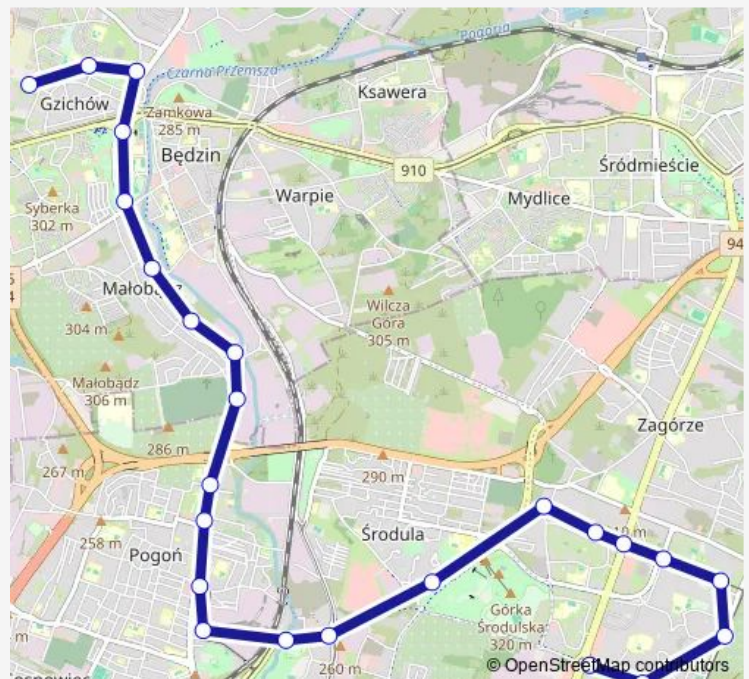 Pogoria
Czarna Przemsza
Ksawera
Gzichów
Zamkowa
285 m
Będzin
910
Śródmieście
Warpie
Mydlice
Syberka
302 m
94
Wilcza
Góra
305 m
304 m
Małobądz
306 m
Zagórze
286 m
267 m
290 m
258 m
Pogoń
Środula
Górka
Środulska
320 m
260 m
© OpenStreetMap contributors